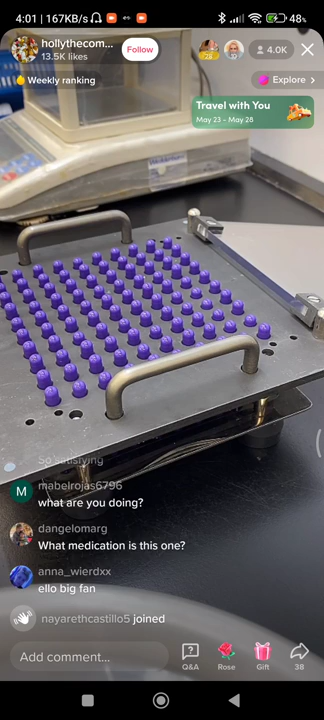 4:01 | 167KB/s
48%
hollythecom...
13.5K likes
Follow
28
4.0K
Weekly ranking
Explore >
Travel with You
May 23 - May 28
So satisfying
M
mabelrojas6796
what are you doing?
dangelomarg
What medication is this one?
anna_wierdxx
ello big fan
nayarethcastillo5 joined
Add comment...
Q&A
Rose
Gift
38